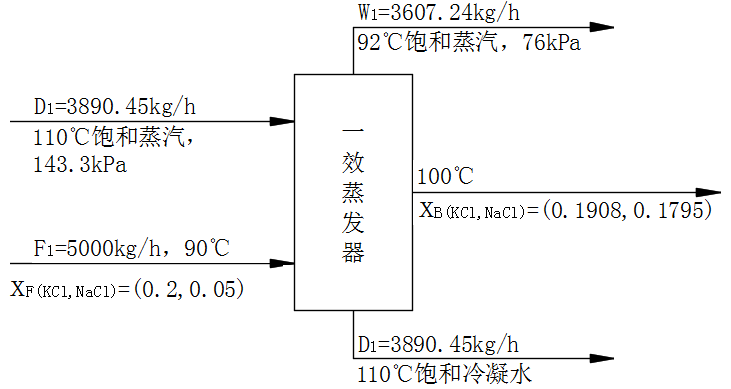 W1=3607.24kg/h
92℃饱和蒸汽，76kPa
D1=3890.45kg/h
110℃饱和蒸汽，
143.3kPa
一效蒸发器
100℃
XB(KCl,NaCl)=(0.1908,0.1795)
F1=5000kg/h，90℃
XF(KCl,NaCl)=(0.2,0.05)
D1=3890.45kg/h
110℃饱和冷凝水